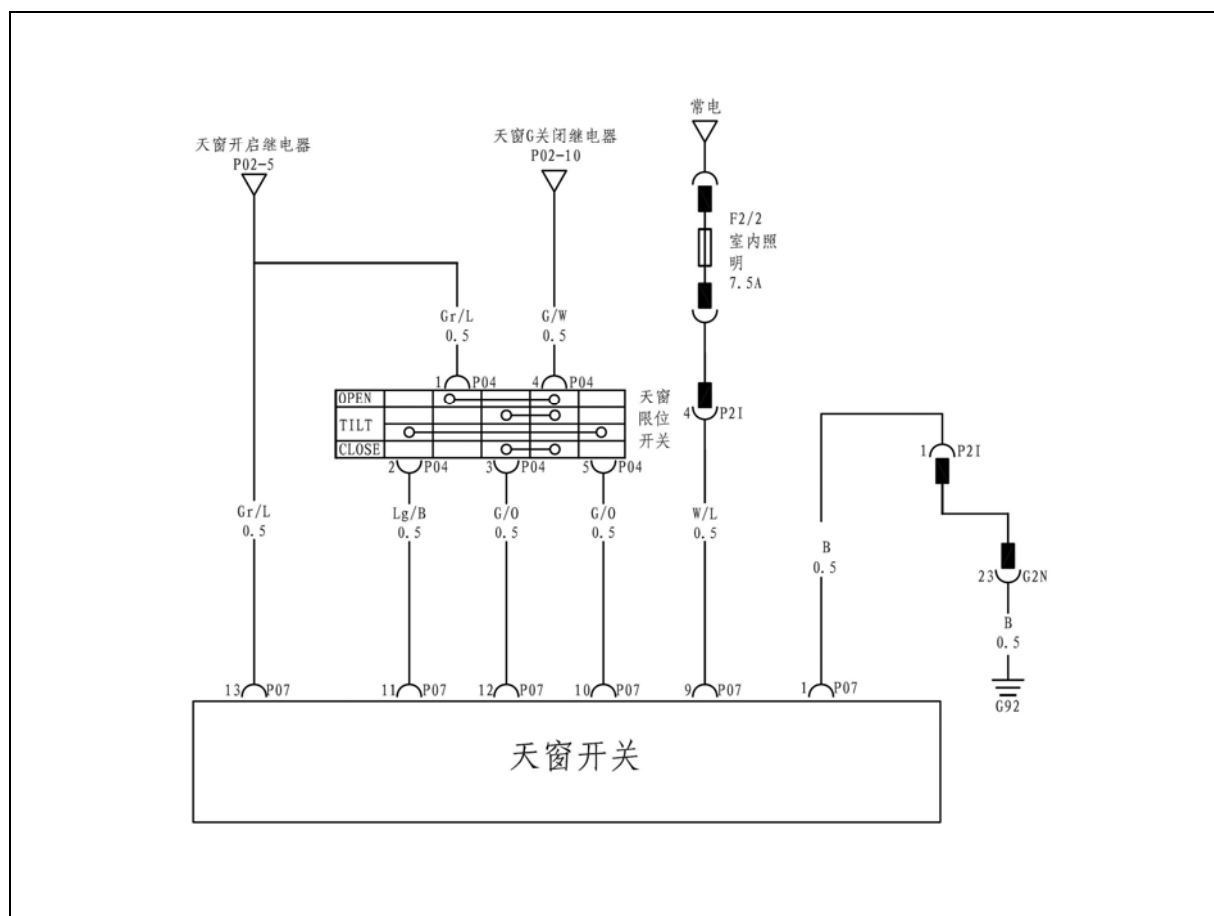 常电
天窗开启继电器
P02-5
天窗G关闭继电器
P02-10
F2/2
室内照
明
7.5A
Gr/L
0.5
G/W
0.5
1 P04
4 P04
OPEN
TILT
CLOSE
天窗
限位
开关
4 P2I
1 P2I
2 P04
3 P04
5 P04
Gr/L
0.5
Lg/B
0.5
G/O
0.5
G/O
0.5
W/L
0.5
B
0.5
23 G2N
B
0.5
G92
13 P07
11 P07
12 P07
10 P07
9 P07
1 P07
天窗开关